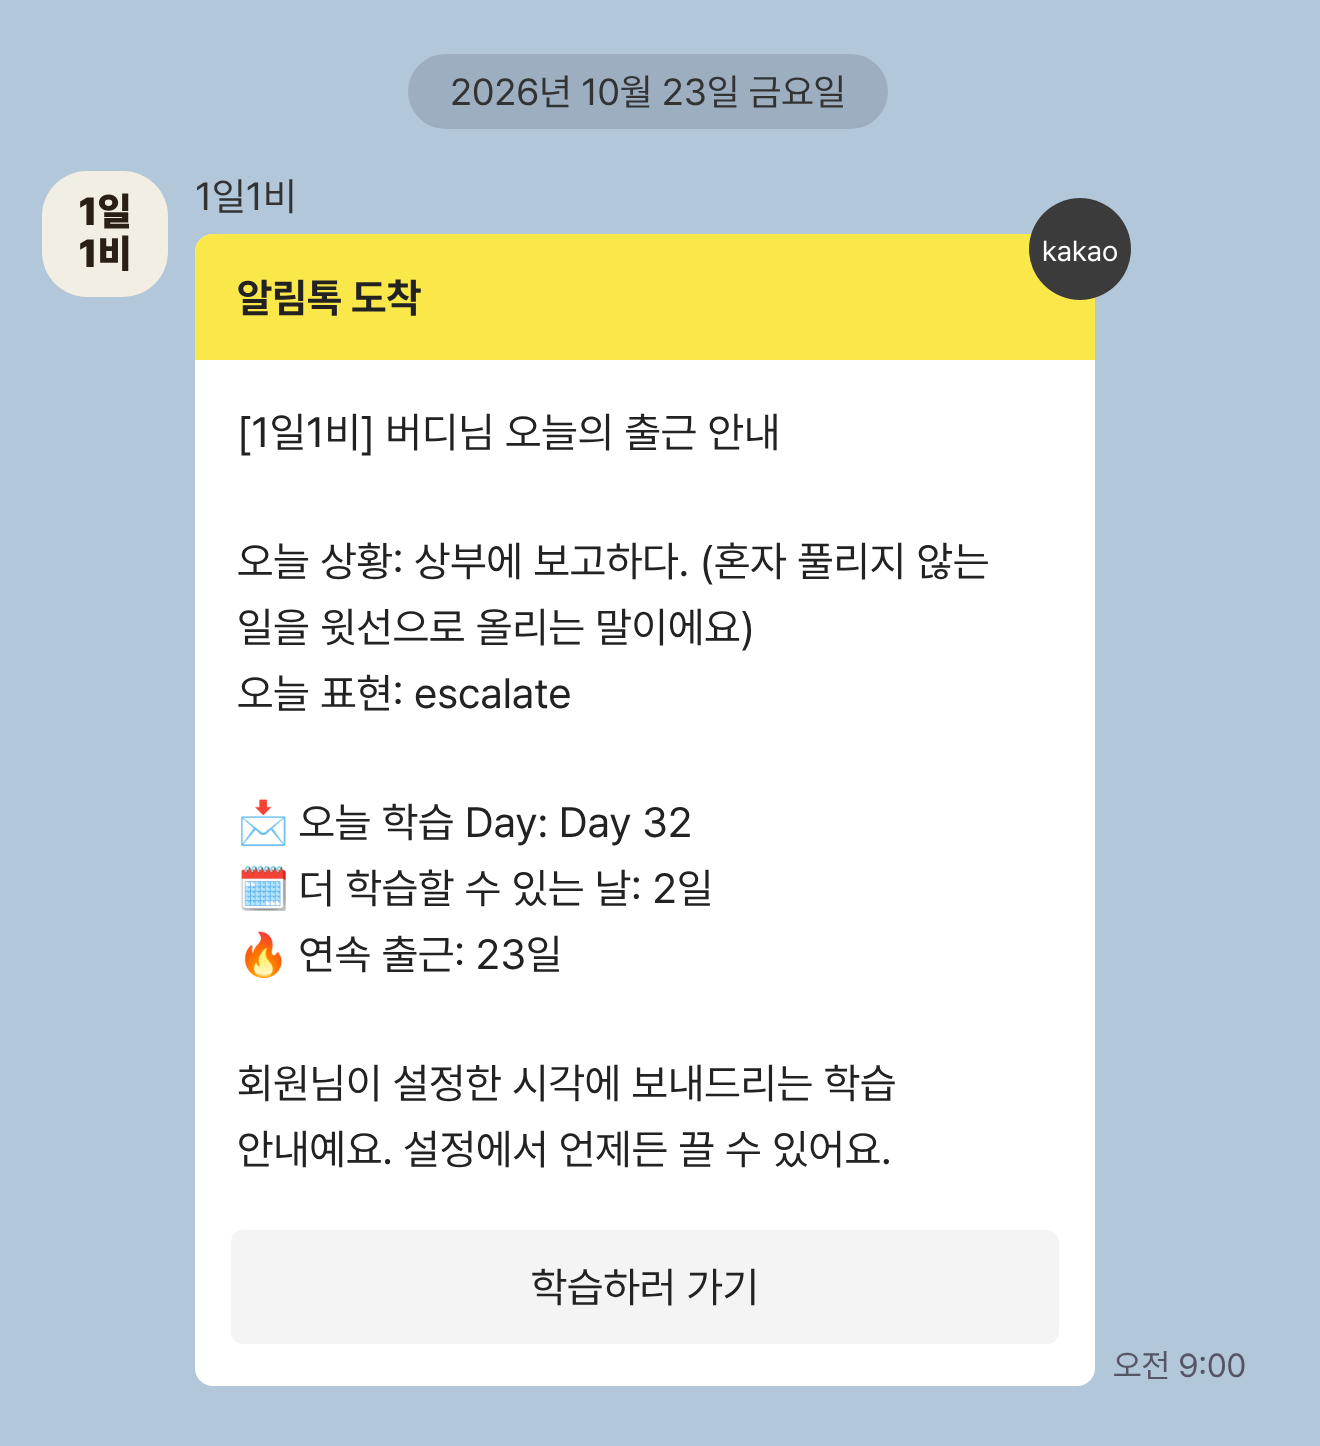 2026년 10월 23일 금요일
1일
1비
1일1비
kakao
알림톡 도착
[1일1비] 버디님 오늘의 출근 안내
오늘 상황: 상부에 보고하다. (혼자 풀리지 않는
일을 윗선으로 올리는 말이에요)
오늘 표현: escalate
📩 오늘 학습 Day: Day 32
🗓️ 더 학습할 수 있는 날: 2일
🔥 연속 출근: 23일
회원님이 설정한 시각에 보내드리는 학습
안내예요. 설정에서 언제든 끌 수 있어요.
학습하러 가기
오전 9:00